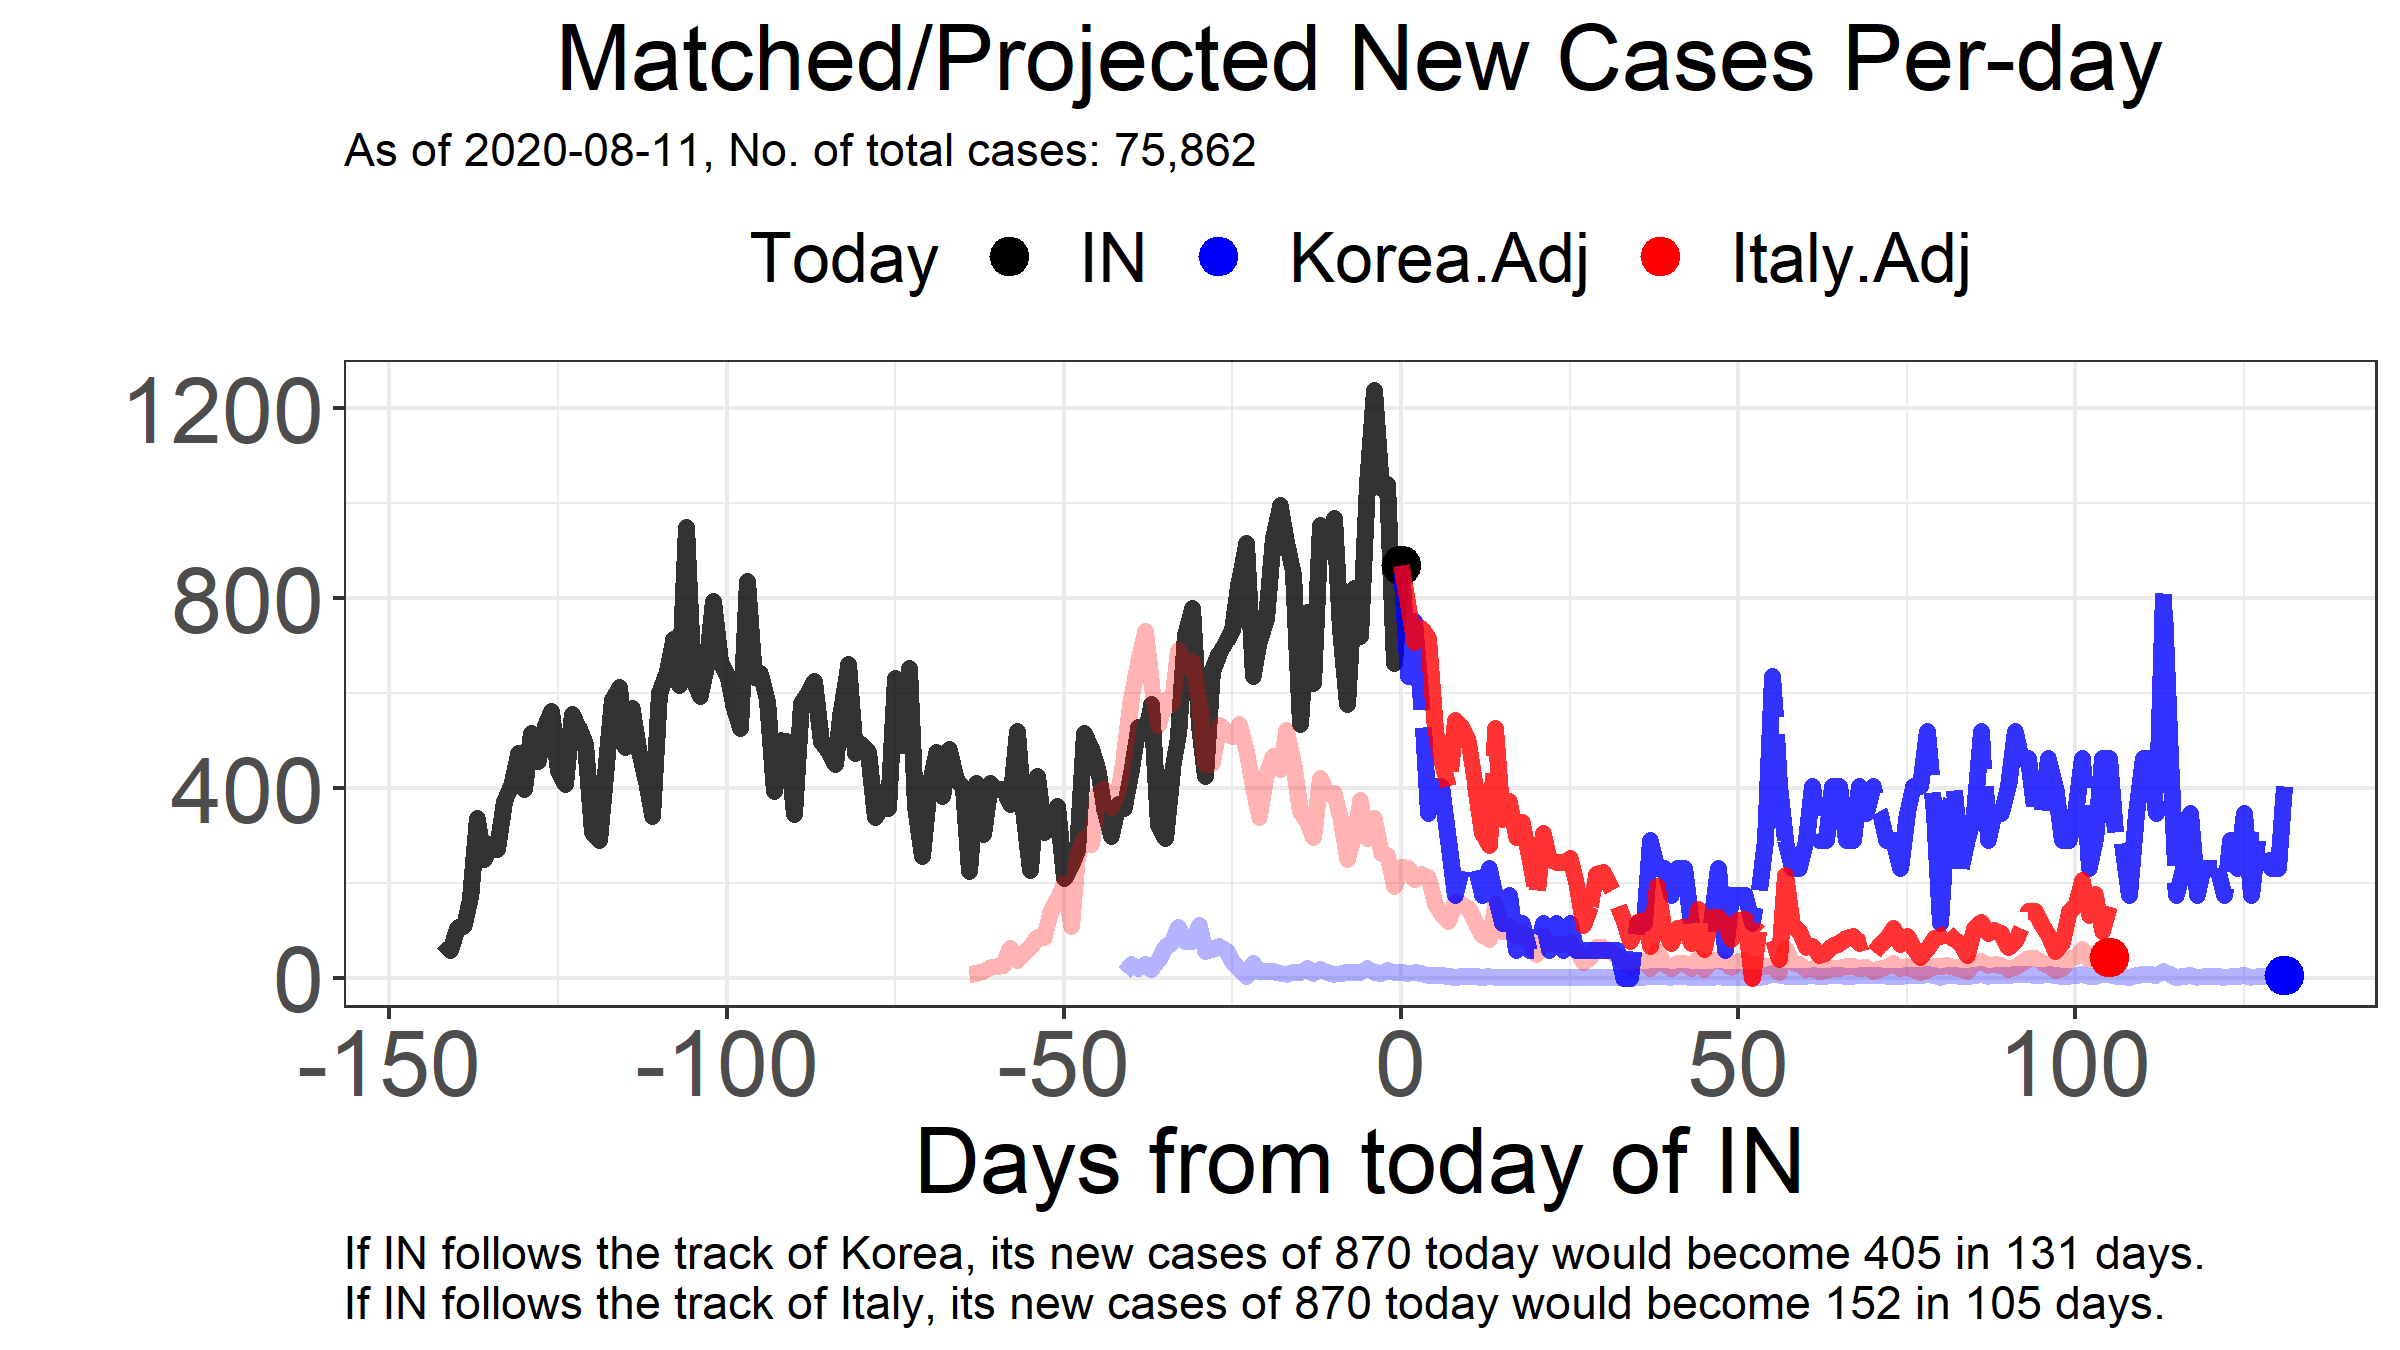 Matched/Projected New Cases Per-day
As of 2020-08-11, No. of total cases: 75,862
Today IN Korea.Adj Italy.Adj
1200
800
400
0
-150 -100 -50 0 50 100
Days from today of IN
If IN follows the track of Korea, its new cases of 870 today would become 405 in 131 days.
If IN follows the track of Italy, its new cases of 870 today would become 152 in 105 days.